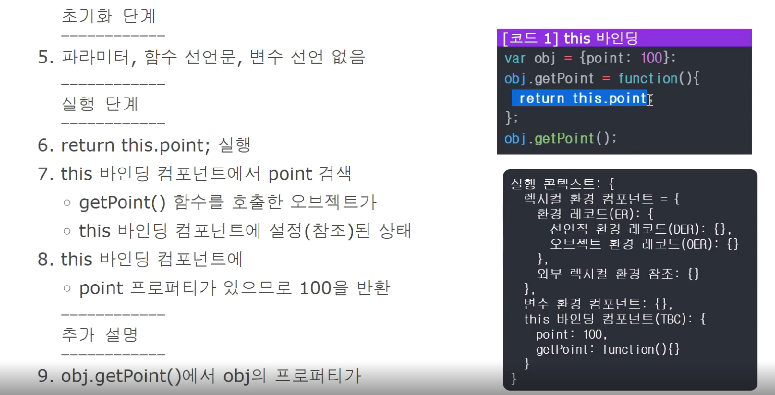 초기화 단계
------------
5. 파라미터, 함수 선언문, 변수 선언 없음
------------
실행 단계
------------
6. return this.point; 실행
7. this 바인딩 컴포넌트에서 point 검색
◦ getPoint() 함수를 호출한 오브젝트가
◦ this 바인딩 컴포넌트에 설정(참조)된 상태
8. this 바인딩 컴포넌트에
◦ point 프로퍼티가 있으므로 100을 반환
------------
추가 설명
------------
9. obj.getPoint()에서 obj의 프로퍼티가
[코드 1] this 바인딩
var obj = {point: 100};
obj.getPoint = function(){
return this.point;
};
obj.getPoint();
실행 콘텍스트: {
렉시컬 환경 컴포넌트 = {
환경 레코드(ER): {
선언적 환경 레코드(DER): {},
오브젝트 환경 레코드(OER): {}
},
외부 렉시컬 환경 참조: {}
},
변수 환경 컴포넌트: {},
this 바인딩 컴포넌트(TBC): {
point: 100,
getPoint: function(){}
}
}